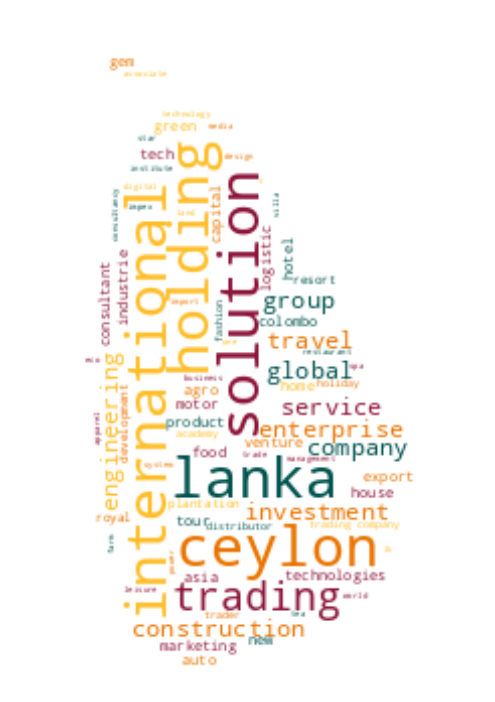 gem
associate
technology
green
media
star
tech
design
institute
digital
impex
land
consultancy
capital
villa
international
holding
solution
logistic
hotel
resort
industrie
consultant
import
group
fashion
colombo
travel
restaurant
spa
global
business
home
holiday
agro
motor
service
apparel
development
engineering
product
academy
enterprise
venture
company
food
trade
management
system
lanka
export
house
plantation
investment
royal
tour
distributor
trading company
farm
ceylon
power
asia
technologies
leisure
trading
world
trader
tea
construction
new
marketing
auto